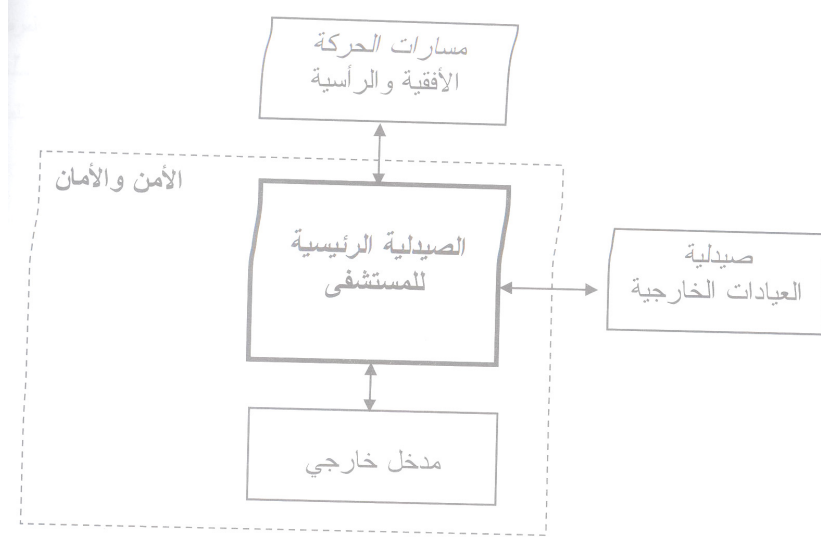 مسارات الحركة
الأفقية والرأسية
الأمن والأمان
الصيدلية الرئيسية
للمستشفى
صيدلية
العيادات الخارجية
مدخل خارجي